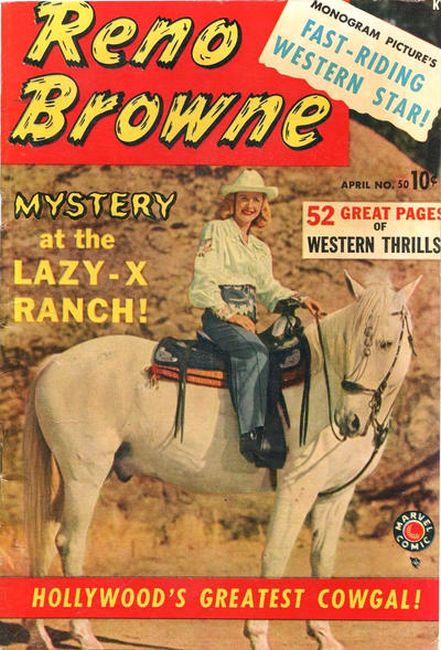 Reno
Browne
MONOGRAM PICTURE'S
FAST-RIDING
WESTERN STAR!
APRIL NO. 50 10¢
MYSTERY
at the
LAZY-X
RANCH!
52 GREAT PAGES
OF
WESTERN THRILLS
MARVEL
COMIC
HOLLYWOOD'S GREATEST COWGAL!